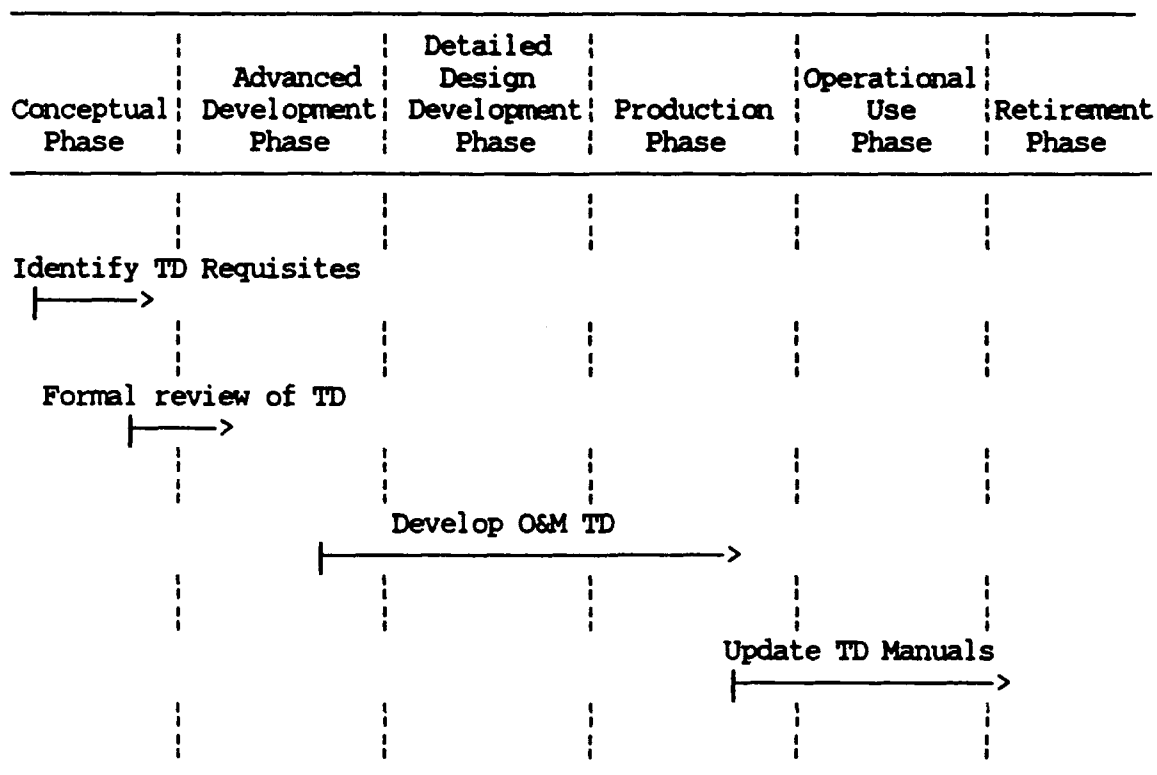 Conceptual Phase
Advanced Development Phase
Detailed Design Development Phase
Production Phase
Operational Use Phase
Retirement Phase
Identify TD Requisites
Formal review of TD
Develop O&M TD
Update TD Manuals